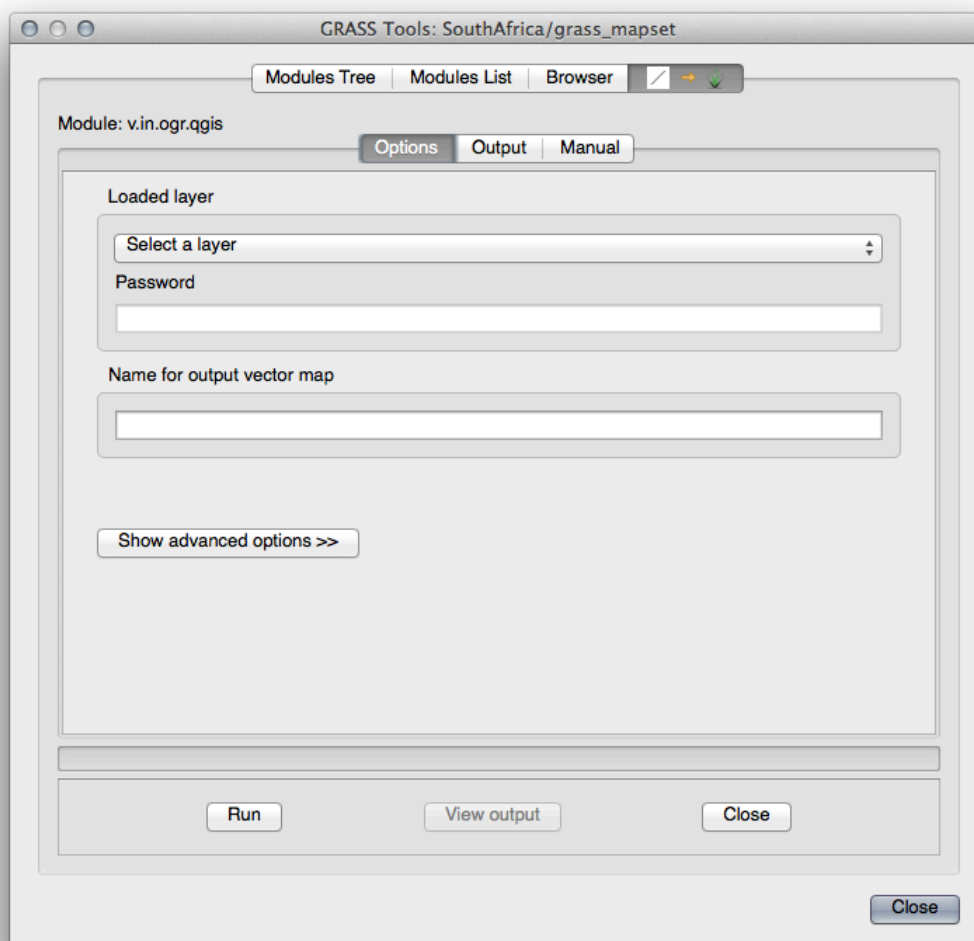 GRASS Tools: SouthAfrica/grass_mapset
Modules Tree Modules List Browser
Module: v.in.ogr.qgis
Options Output Manual
Loaded layer
Select a layer
Password
Name for output vector map
Show advanced options >>
Run View output Close
Close